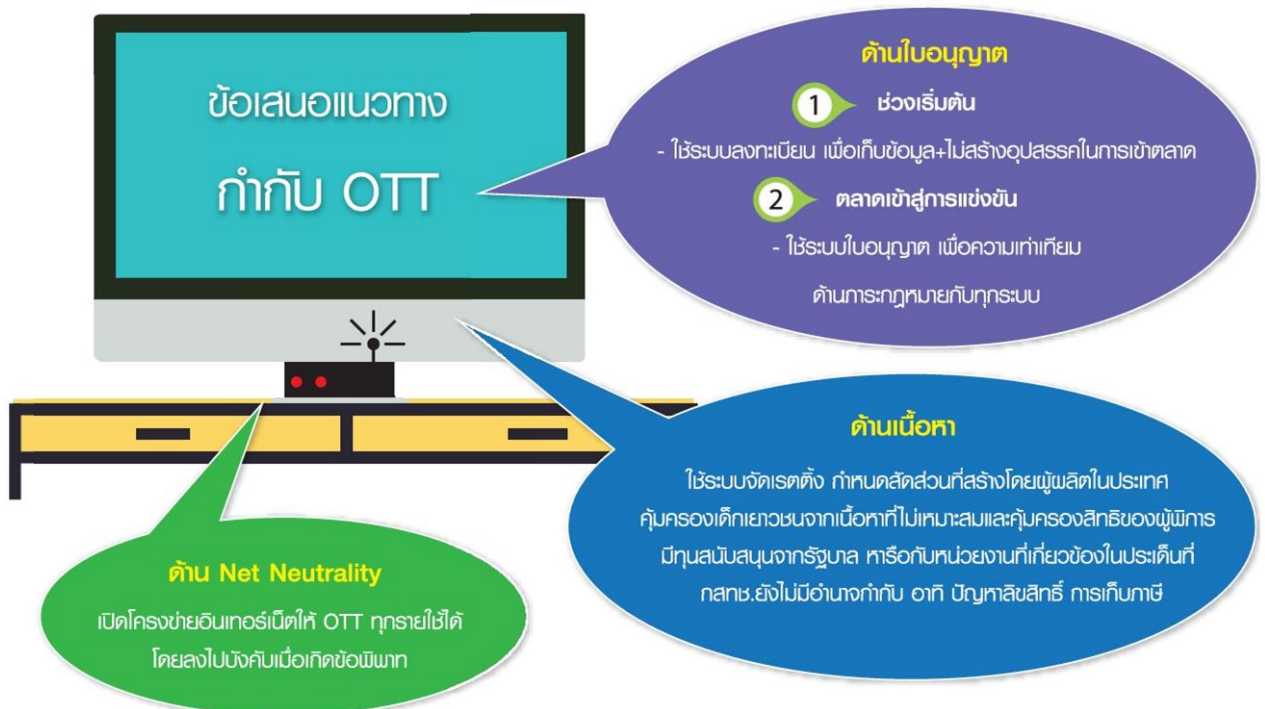 ข้อเสนอแนวทาง
กำกับ OTT
ด้านใบอนุญาต
1 ช่วงเริ่มต้น
- ใช้ระบบลงทะเบียน เพื่อเก็บข้อมูล+ไม่สร้างอุปสรรคในการเข้าตลาด
2 ตลาดเข้าสู่การแข่งขัน
- ใช้ระบบใบอนุญาต เพื่อความเท่าเทียม
ด้านภาระกฎหมายกับทุกระบบ
ด้านเนื้อหา
ใช้ระบบจัดเรตติ้ง กำหนดสัดส่วนที่สร้างโดยผู้ผลิตในประเทศ
คุ้มครองเด็กเยาวชนจากเนื้อหาที่ไม่เหมาะสมและคุ้มครองสิทธิของผู้พิการ
มีทุนสนับสนุนจากรัฐบาล หารือกับหน่วยงานที่เกี่ยวข้องในประเด็นที่
กสทช.ยังไม่มีอำนาจกำกับ อาทิ ปัญหาลิขสิทธิ์ การเก็บภาษี
ด้าน Net Neutrality
เปิดโครงข่ายอินเทอร์เน็ตให้ OTT ทุกรายใช้ได้
โดยลงไปบังคับเมื่อเกิดข้อพิพาท